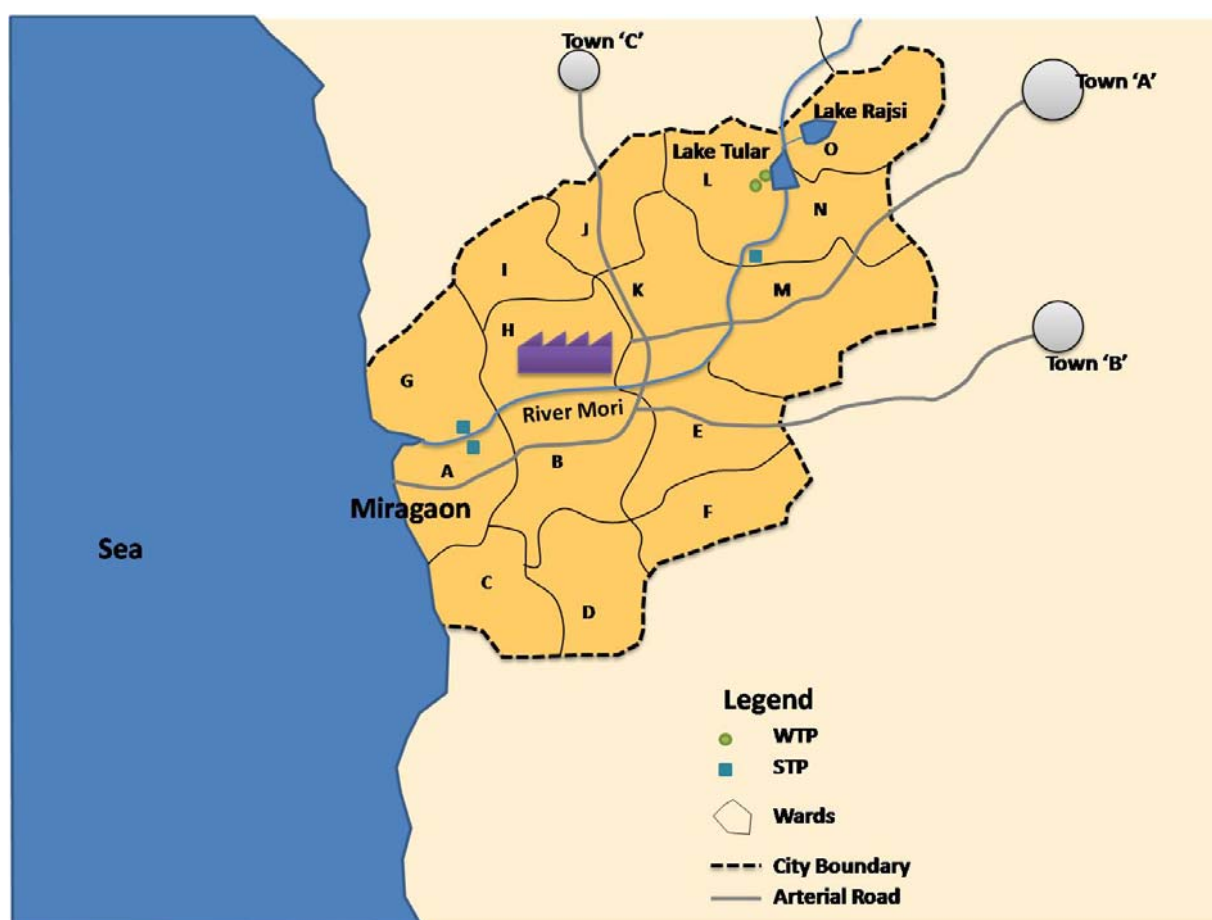 Town 'C'
Town 'A'
Lake Rajsi
O
Lake Tular
L
N
J
I
K
M
H
Town 'B'
G
River Mori
E
A
B
Miragaon
F
Sea
C
D
Legend
WTP
STP
Wards
City Boundary
Arterial Road